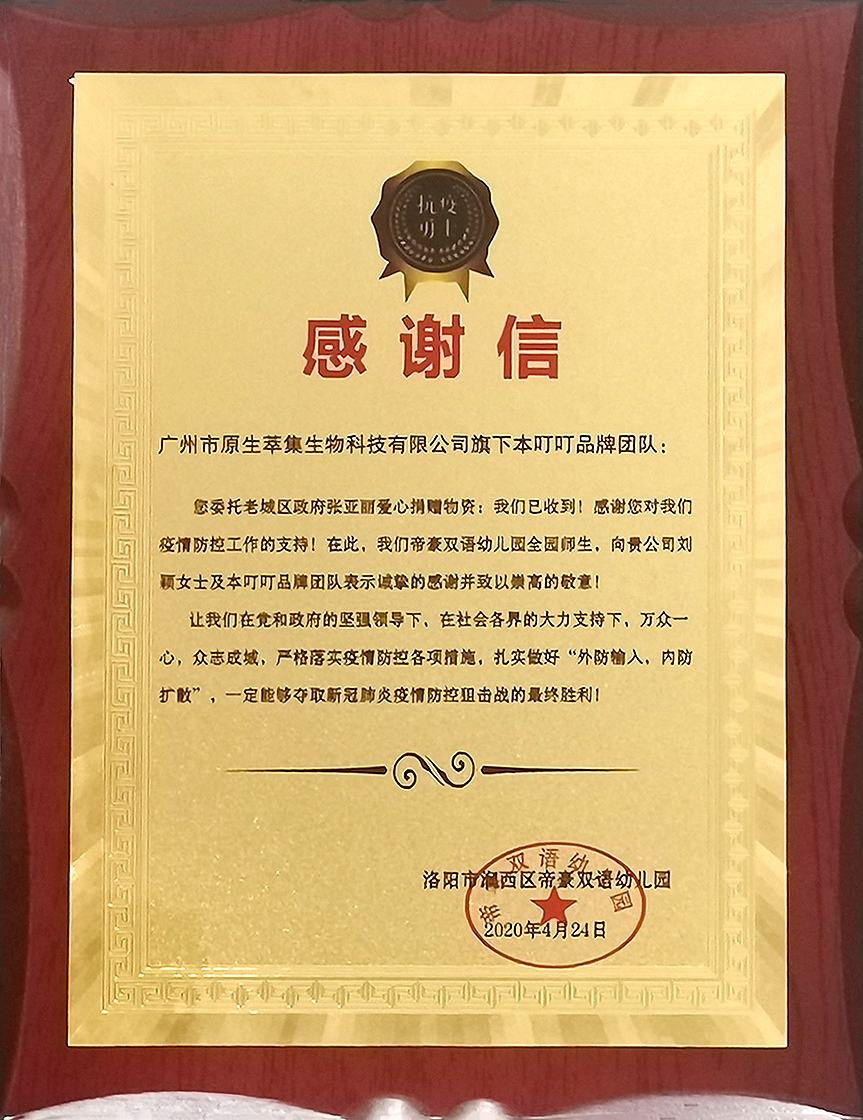 抗疫
勇士
感谢信
广州市原生萃集生物科技有限公司旗下本叮叮品牌团队：
您委托老城区政府张亚丽爱心捐赠物资：我们已收到！感谢您对我们
疫情防控工作的支持！在此，我们帝豪双语幼儿园全园师生，向贵公司刘
颖女士及本叮叮品牌团队表示诚挚的感谢并致以崇高的敬意！
让我们在党和政府的坚强领导下、在社会各界的大力支持下，万众一
心，众志成城，严格落实疫情防控各项措施，扎实做好“外防输入，内防
扩散”，一定能够夺取新冠肺炎疫情防控狙击战的最终胜利！
帝双语幼园
洛阳市涧西区帝豪双语幼儿园
2020年4月24日